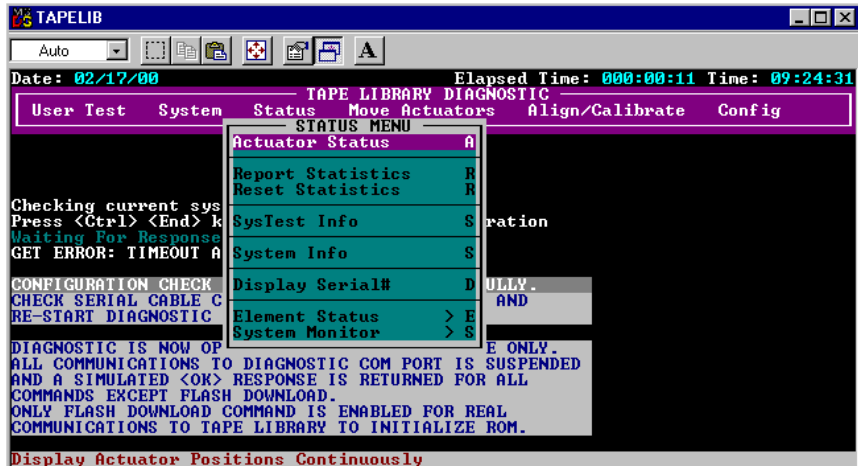 TAPELIB
Auto
A
Date: 02/17/00 Elapsed Time: 000:00:11 Time: 09:24:31
TAPE LIBRARY DIAGNOSTIC
User Test System Status Move Actuators Align/Calibrate Config
STATUS MENU
Actuator Status A
Report Statistics R
Reset Statistics R
Checking current sys
Press <Ctrl> <End> k SysTest Info S ration
Waiting For Response
GET ERROR: TIMEOUT A System Info S
CONFIGURATION CHECK Display Serial# D ULLY.
CHECK SERIAL CABLE C AND
RE-START DIAGNOSTIC Element Status > E
System Monitor > S
DIAGNOSTIC IS NOW OP E ONLY.
ALL COMMUNICATIONS TO DIAGNOSTIC COM PORT IS SUSPENDED
AND A SIMULATED <OK> RESPONSE IS RETURNED FOR ALL
COMMANDS EXCEPT FLASH DOWNLOAD.
ONLY FLASH DOWNLOAD COMMAND IS ENABLED FOR REAL
COMMUNICATIONS TO TAPE LIBRARY TO INITIALIZE ROM.
Display Actuator Positions Continuously